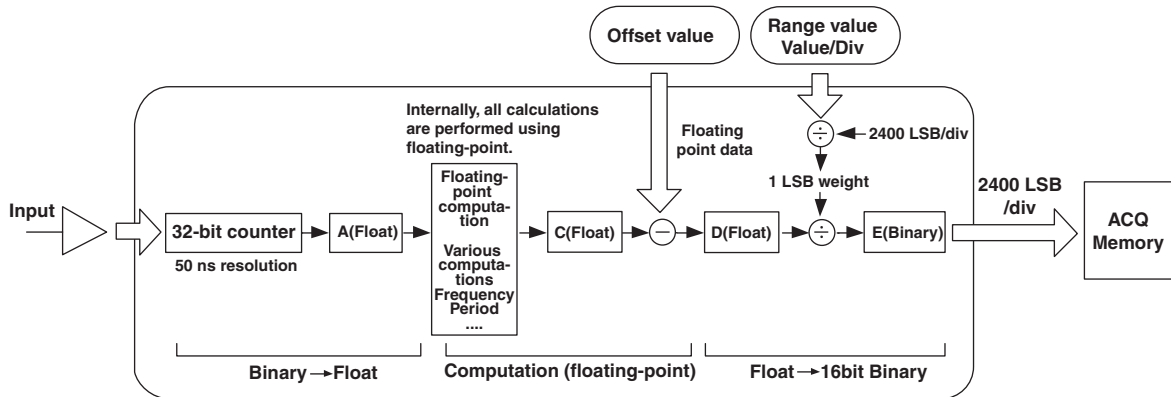 Offset value
Range value
Value/Div
Internally, all calculations
are performed using
floating-point.
Floating
point data
÷
2400 LSB/div
1 LSB weight
2400 LSB
/div
Input
32-bit counter
50 ns resolution
A(Float)
Floating-
point
computa-
tion
Various
computa-
tions
Frequency
Period
....
C(Float)
−
D(Float)
÷
E(Binary)
ACQ
Memory
Binary → Float
Computation (floating-point)
Float → 16bit Binary